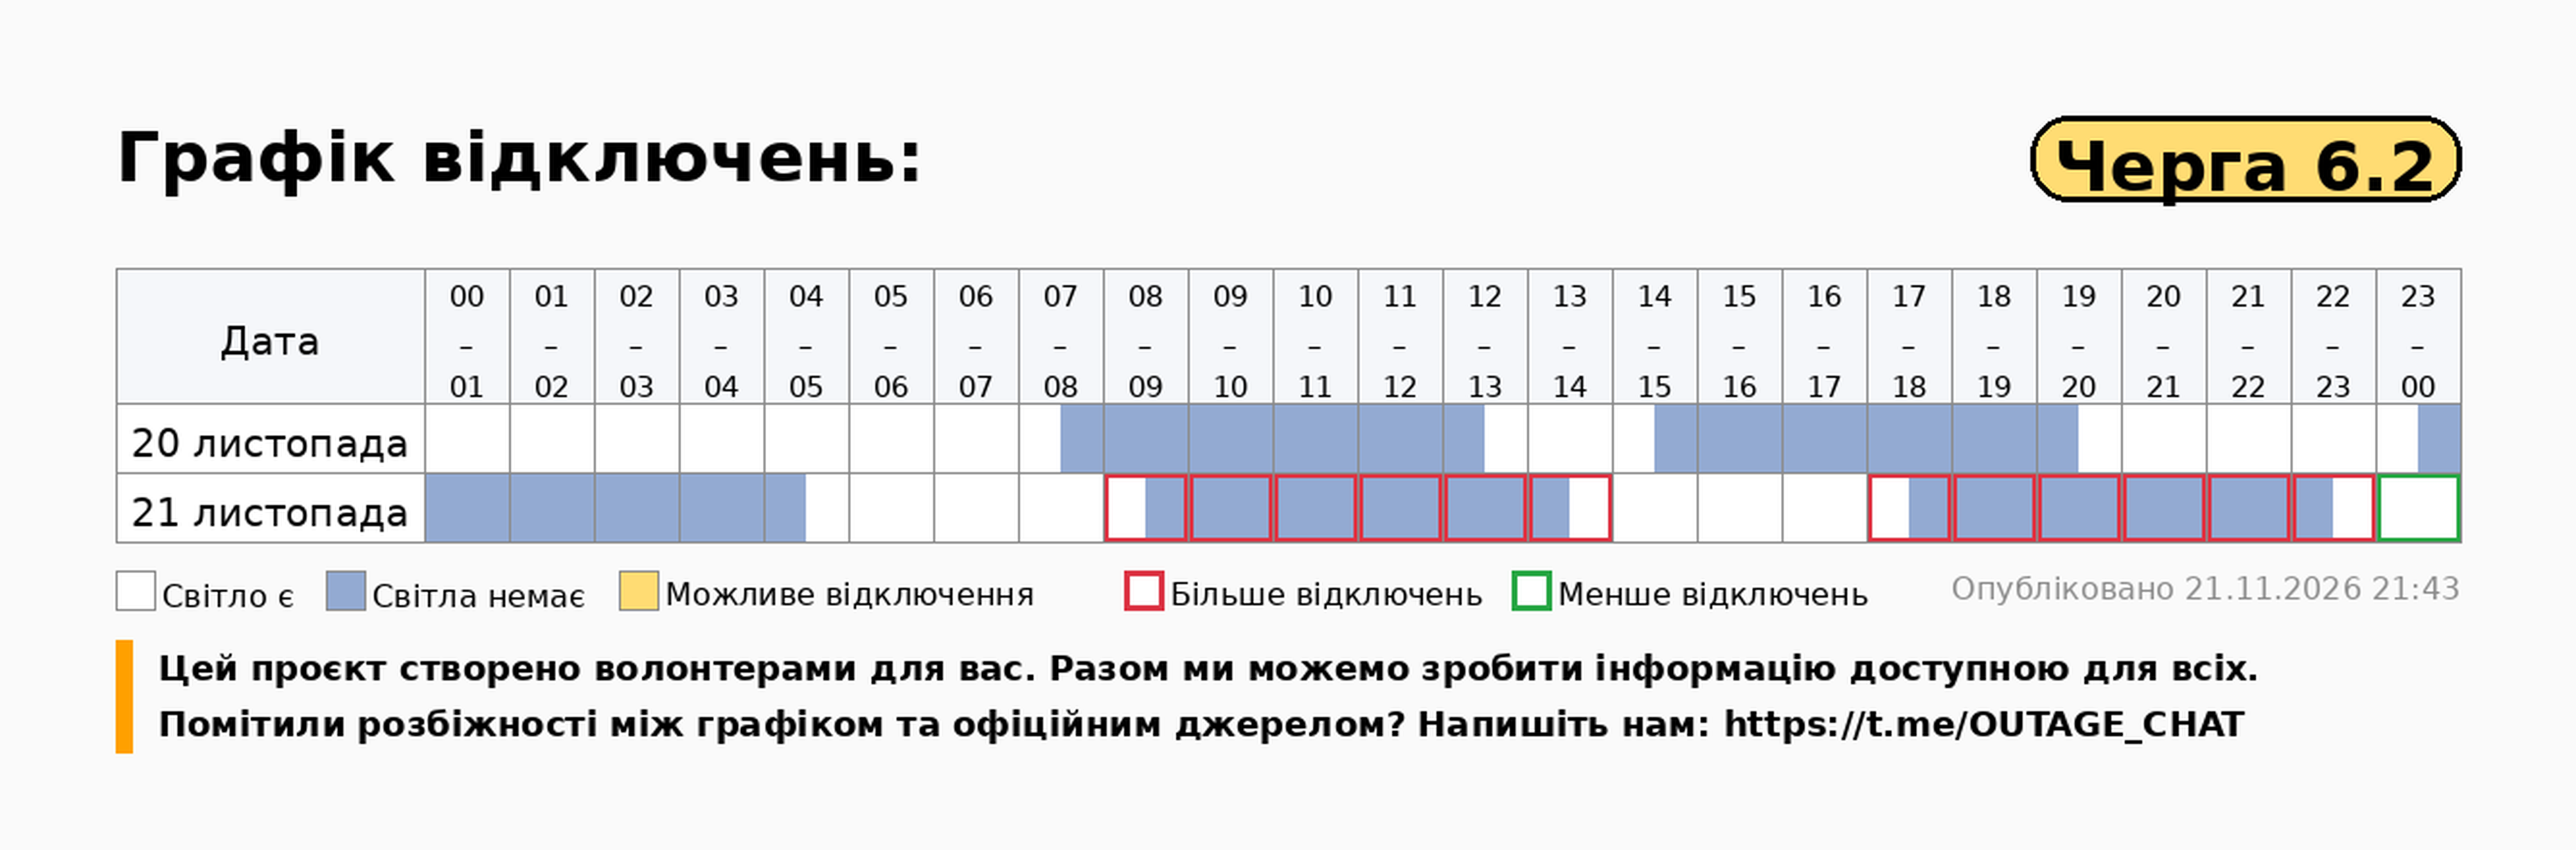 Графік відключень:
Черга 6.2
Дата
00 – 01
01 – 02
02 – 03
03 – 04
04 – 05
05 – 06
06 – 07
07 – 08
08 – 09
09 – 10
10 – 11
11 – 12
12 – 13
13 – 14
14 – 15
15 – 16
16 – 17
17 – 18
18 – 19
19 – 20
20 – 21
21 – 22
22 – 23
23 – 00
20 листопада
21 листопада
Світло є
Світла немає
Можливе відключення
Більше відключень
Менше відключень
Опубліковано 21.11.2026 21:43
Цей проєкт створено волонтерами для вас. Разом ми можемо зробити інформацію доступною для всіх.
Помітили розбіжності між графіком та офіційним джерелом? Напишіть нам: https://t.me/OUTAGE_CHAT